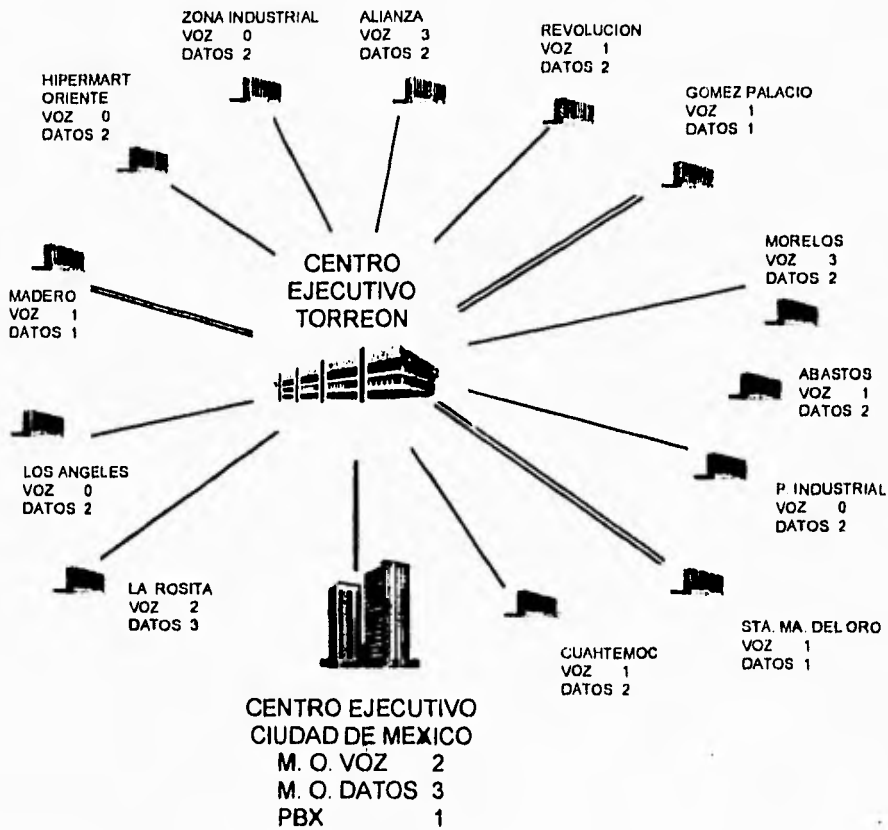 ZONA INDUSTRIAL
VOZ 0
DATOS 2
ALIANZA
VOZ 3
DATOS 2
REVOLUCION
VOZ 1
DATOS 2
HIPERMART
ORIENTE
VOZ 0
DATOS 2
GOMEZ PALACIO
VOZ 1
DATOS 1
MORELOS
VOZ 3
DATOS 2
CENTRO
EJECUTIVO
TORREON
MADERO
VOZ 1
DATOS 1
ABASTOS
VOZ 1
DATOS 2
LOS ANGELES
VOZ 0
DATOS 2
P. INDUSTRIAL
VOZ 0
DATOS 2
LA ROSITA
VOZ 2
DATOS 3
CUAHTEMOC
VOZ 1
DATOS 2
STA. MA. DEL ORO
VOZ 1
DATOS 1
CENTRO EJECUTIVO
CIUDAD DE MEXICO
M. O. VOZ 2
M. O. DATOS 3
PBX 1